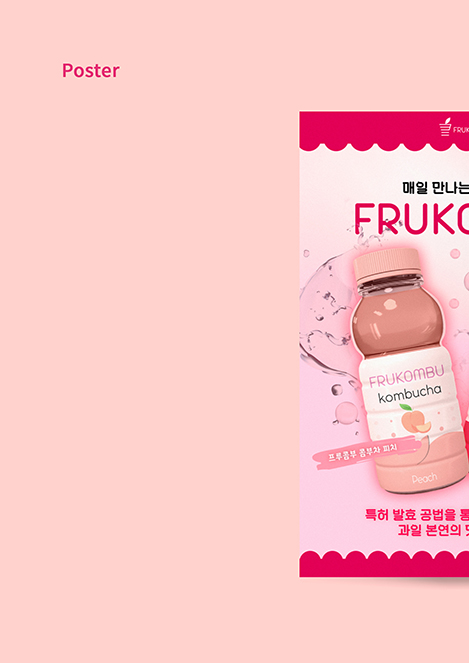 Poster
FRUK
매일 만나는
FRUKO
FRUKOMBU
kombucha
프루콤부 콤부차 피치
Peach
특허 발효 공법을 통
과일 본연의 맛